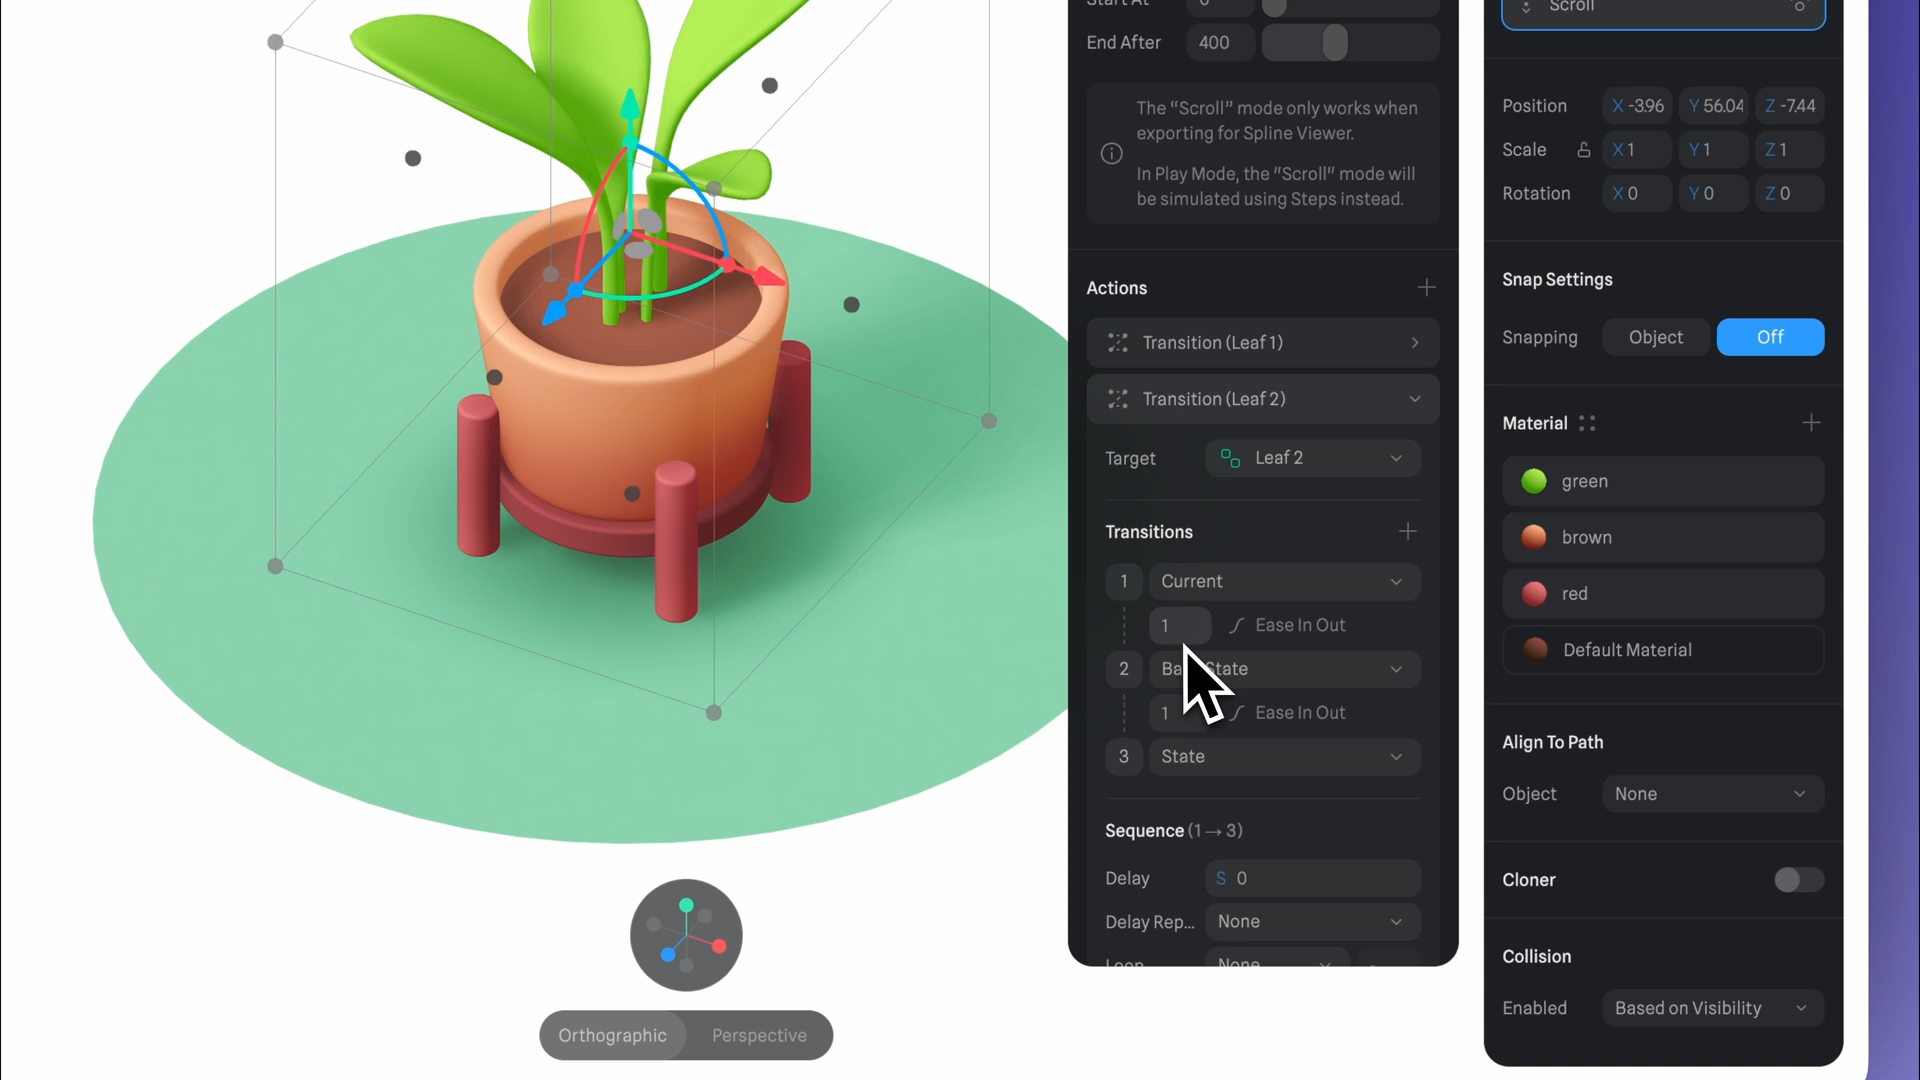 Start At 0
End After 400
The “Scroll” mode only works when
exporting for Spline Viewer.
In Play Mode, the “Scroll” mode will
be simulated using Steps instead.
Actions
Transition (Leaf 1)
Transition (Leaf 2)
Target Leaf 2
Transitions
1 Current
1 Ease In Out
2 Ba State
1 Ease In Out
3 State
Sequence (1 → 3)
Delay S 0
Delay Rep... None
Loop None
Scroll
Position X -3.96 Y 56.04 Z -7.44
Scale X 1 Y 1 Z 1
Rotation X 0 Y 0 Z 0
Snap Settings
Snapping Object Off
Material
green
brown
red
Default Material
Align To Path
Object None
Cloner
Collision
Enabled Based on Visibility
Orthographic Perspective